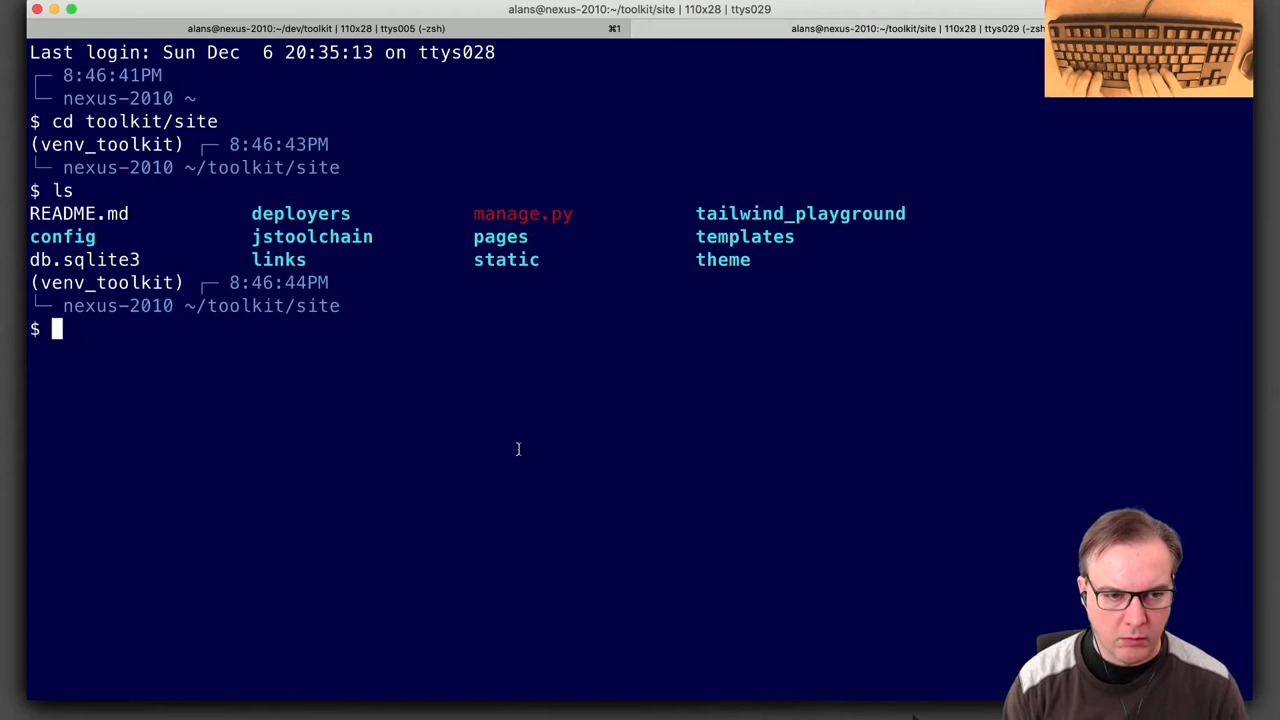 alans@nexus-2010:~/toolkit/site | 110x28 | ttys029
alans@nexus-2010:~/dev/toolkit | 110x28 | ttys005 (-zsh) ⌘1 alans@nexus-2010:~/toolkit/site | 110x28 | ttys029 (-zsh)
Last login: Sun Dec  6 20:35:13 on ttys028
┌─ 8:46:41PM
└─ nexus-2010 ~
$ cd toolkit/site
(venv_toolkit) ┌─ 8:46:43PM
└─ nexus-2010 ~/toolkit/site
$ ls
README.md deployers manage.py tailwind_playground
config jstoolchain pages templates
db.sqlite3 links static theme
(venv_toolkit) ┌─ 8:46:44PM
└─ nexus-2010 ~/toolkit/site
$